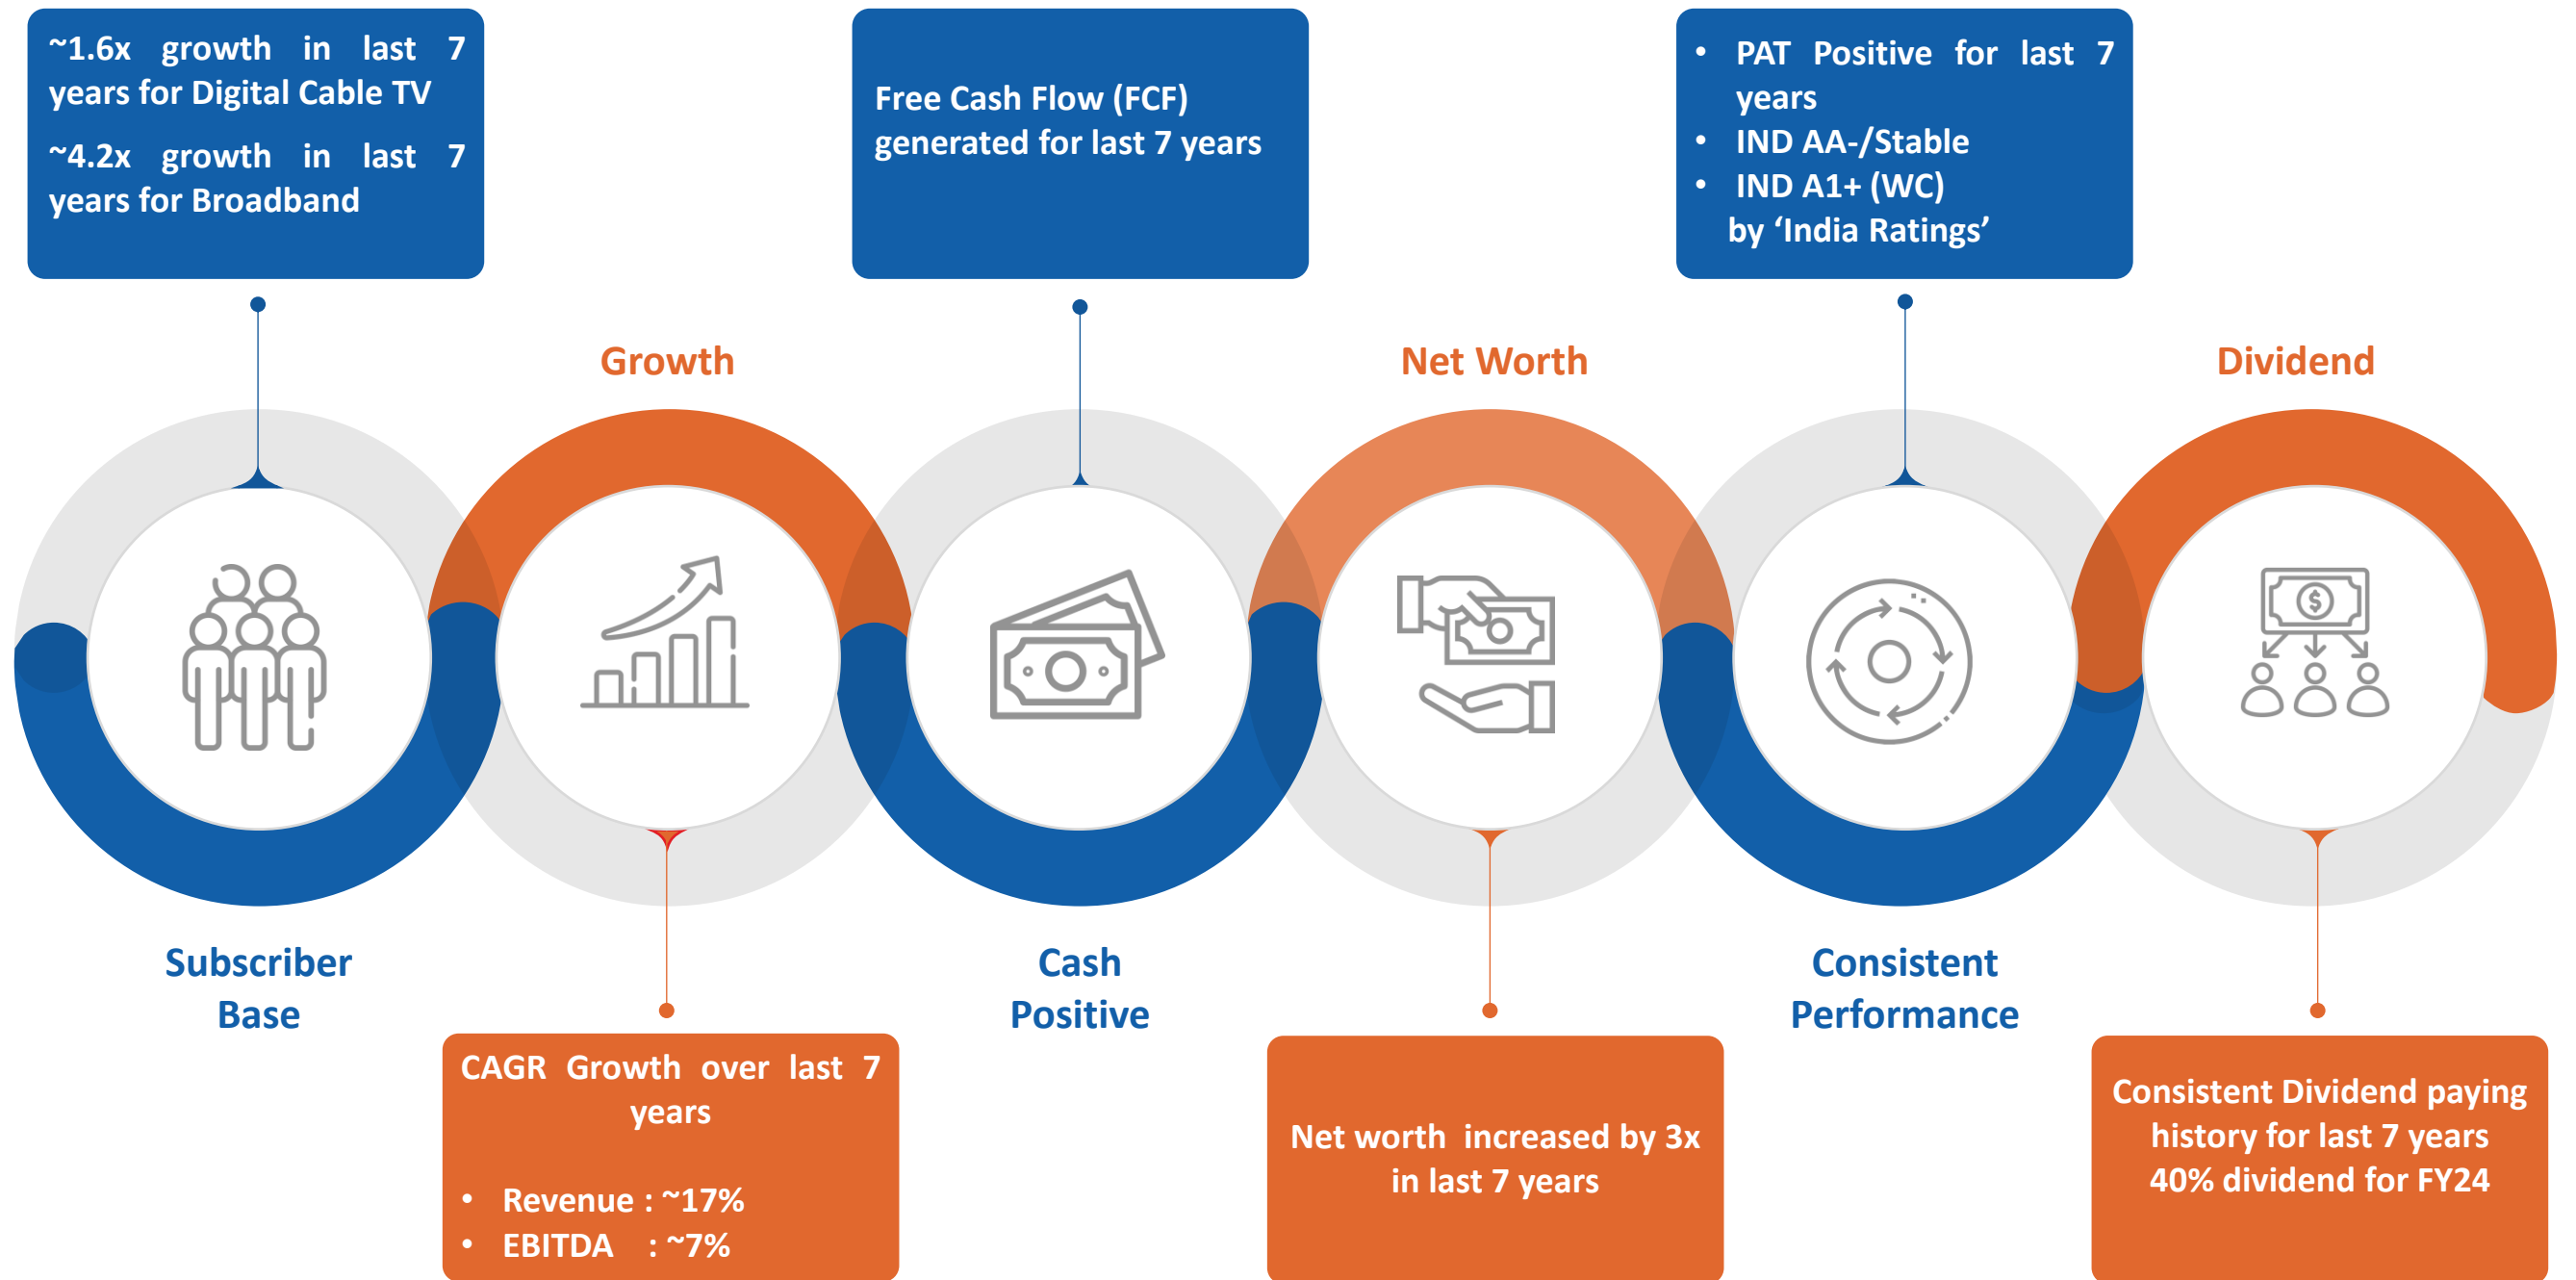 ~1.6x growth in last 7
years for Digital Cable TV
~4.2x growth in last 7
years for Broadband
Subscriber
Base
Growth
CAGR Growth over last 7
years
• Revenue : ~17%
• EBITDA : ~7%
Free Cash Flow (FCF)
generated for last 7 years
Cash
Positive
Net Worth
Net worth increased by 3x
in last 7 years
• PAT Positive for last 7
years
• IND AA-/Stable
• IND A1+ (WC)
by ‘India Ratings’
Consistent
Performance
Dividend
$
Consistent Dividend paying
history for last 7 years
40% dividend for FY24